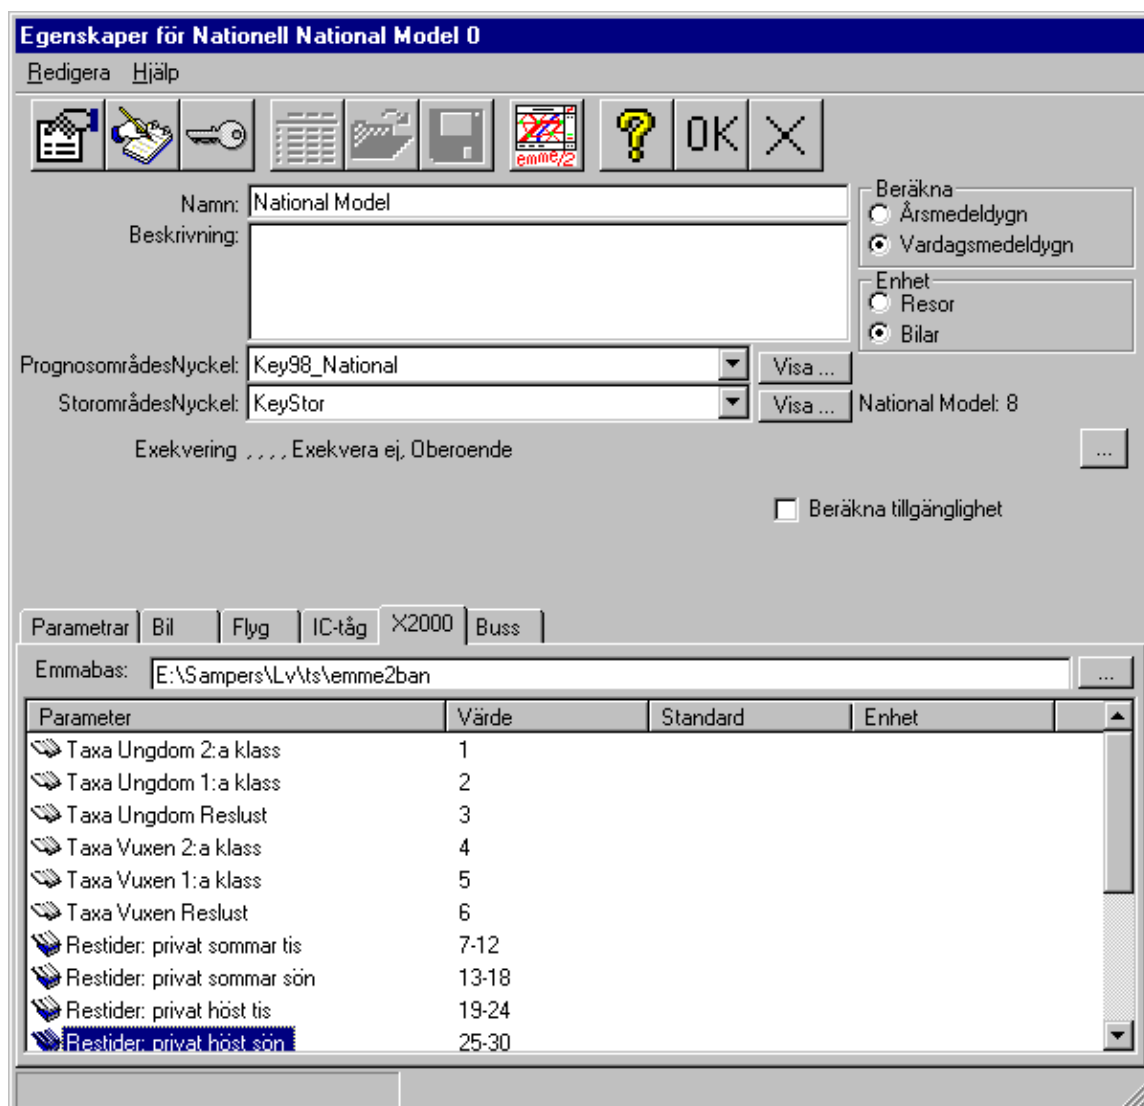 Egenskaper för Nationell National Model 0
Redigera Hjälp
emme/2 ? OK
Namn: National Model
Beskrivning:
Beräkna
Årsmedeldygn
Vardagsmedeldygn
Enhet
Resor
Bilar
PrognosområdesNyckel: Key98_National Visa ...
StorområdesNyckel: KeyStor Visa ... National Model: 8
Exekvering , , , , Exekvera ej, Oberoende ...
Beräkna tillgänglighet
Parametrar Bil Flyg IC-tåg X2000 Buss
Emmabas: E:\Sampers\Lv\ts\emme2ban ...
Parameter Värde Standard Enhet
Taxa Ungdom 2:a klass 1
Taxa Ungdom 1:a klass 2
Taxa Ungdom Reslust 3
Taxa Vuxen 2:a klass 4
Taxa Vuxen 1:a klass 5
Taxa Vuxen Reslust 6
Restider: privat sommar tis 7-12
Restider: privat sommar sön 13-18
Restider: privat höst tis 19-24
Restider: privat höst sön 25-30